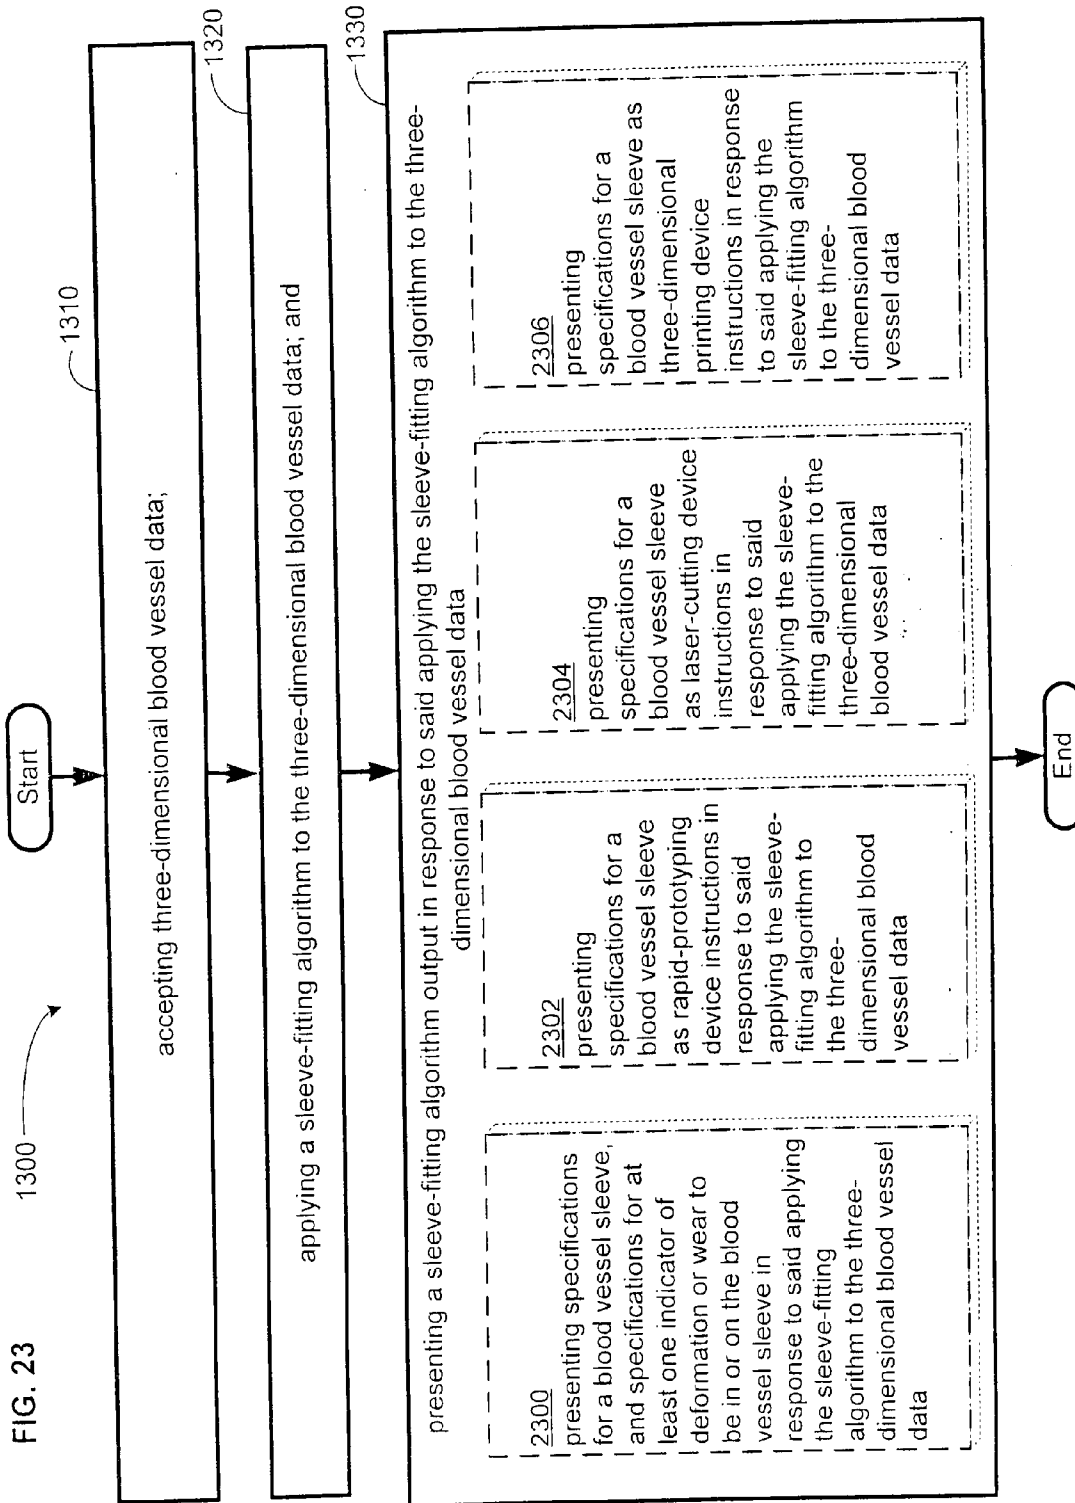 FIG. 23
1300
Start
1310
accepting three-dimensional blood vessel data;
1320
applying a sleeve-fitting algorithm to the three-dimensional blood vessel data; and
1330
presenting a sleeve-fitting algorithm output in response to said applying the sleeve-fitting algorithm to the three-
dimensional blood vessel data
2300
presenting specifications
for a blood vessel sleeve,
and specifications for at
least one indicator of
deformation or wear to
be in or on the blood
vessel sleeve in
response to said applying
the sleeve-fitting
algorithm to the three-
dimensional blood vessel
data
2302
presenting
specifications for a
blood vessel sleeve
as rapid-prototyping
device instructions in
response to said
applying the sleeve-
fitting algorithm to
the three-
dimensional blood
vessel data
2304
presenting
specifications for a
blood vessel sleeve
as laser-cutting device
instructions in
response to said
applying the sleeve-
fitting algorithm to the
three-dimensional
blood vessel data
2306
presenting
specifications for a
blood vessel sleeve as
three-dimensional
printing device
instructions in response
to said applying the
sleeve-fitting algorithm
to the three-
dimensional blood
vessel data
End